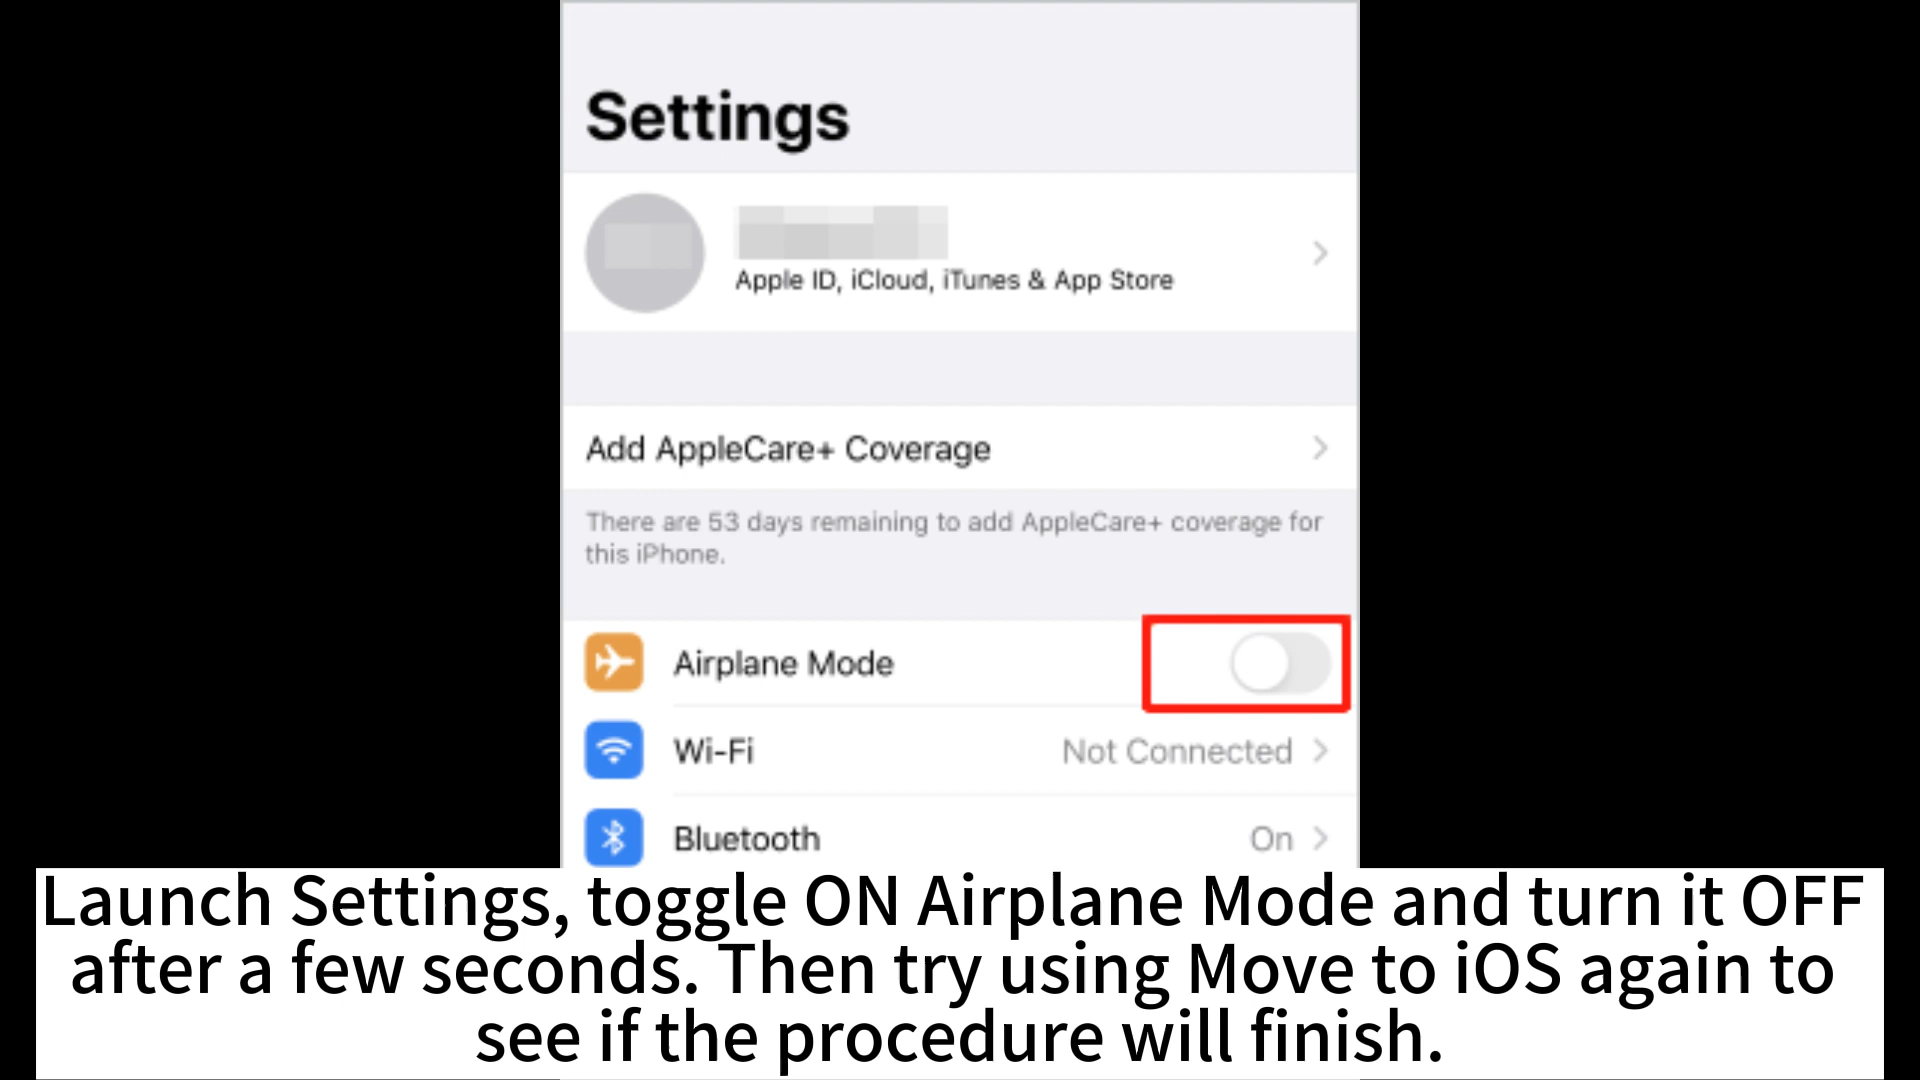 Settings
Apple ID, iCloud, iTunes & App Store
Add AppleCare+ Coverage
There are 53 days remaining to add AppleCare+ coverage for
this iPhone.
Airplane Mode
Wi-Fi Not Connected
Bluetooth On
Launch Settings, toggle ON Airplane Mode and turn it OFF
after a few seconds. Then try using Move to iOS again to
see if the procedure will finish.